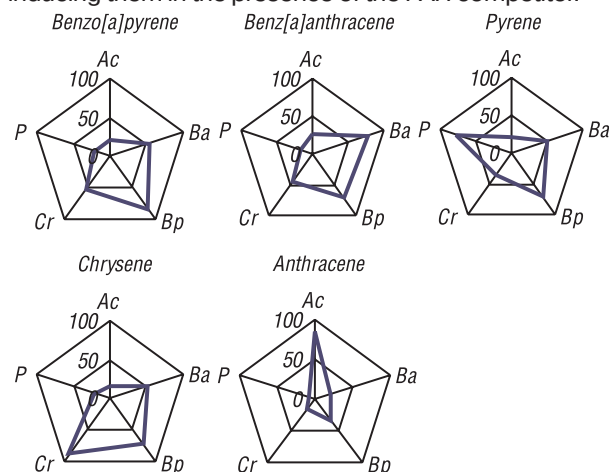 inducing them in the presence of the PAH competitor.
Benzo[a]pyrene
Ac
100
50
0
P
Ba
Cr
Bp
Benz[a]anthracene
Ac
100
50
0
P
Ba
Cr
Bp
Pyrene
Ac
100
50
0
P
Ba
Cr
Bp
Chrysene
Ac
100
50
0
P
Ba
Cr
Bp
Anthracene
Ac
100
50
0
P
Ba
Cr
Bp